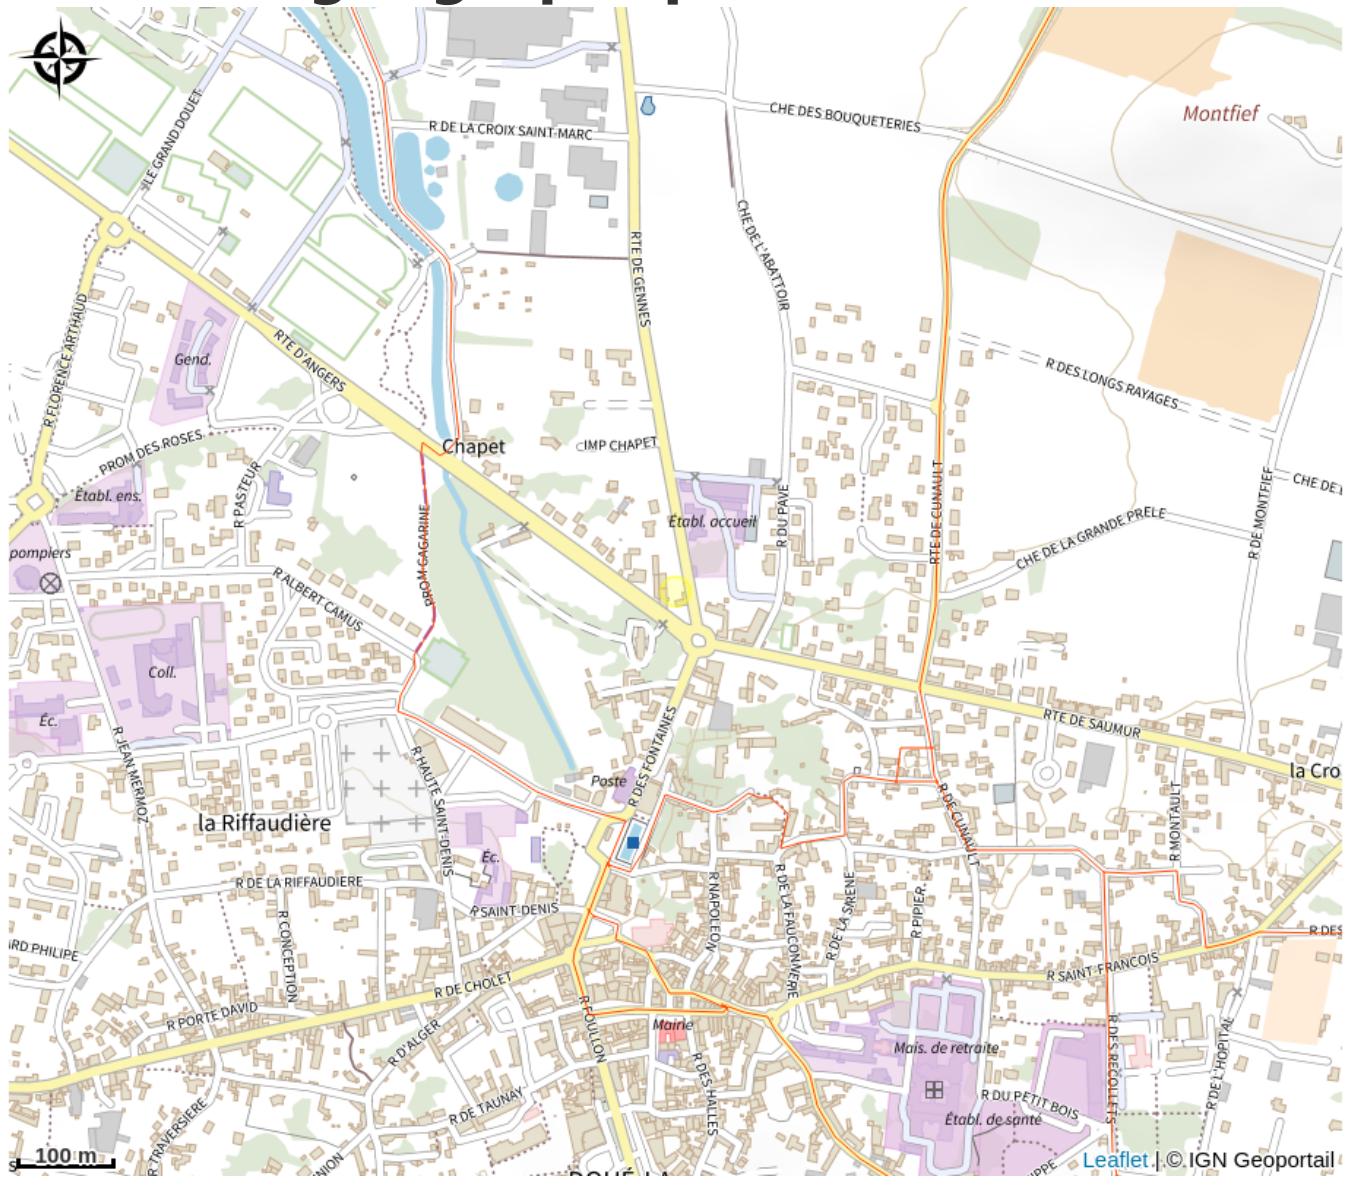 R DE LA CROIX SAINT-MARC
CHE DES BOUQUETERIES
Montfief
LE GRAND DOUET
CHE DE L'ABATTOIR
RTE DE GENNES
R FLORENCE ARTHAUD
Gend.
RTE D'ANGERS
R DES LONGS RAYAGES
PROM DES ROSES
Chapet
IMP CHAPET
R PASTEUR
Établ. ens.
RTE DE CUNAULT
R DE MONTFIEF
CHE DE
Établ. accueil
R DU PAVE
PROM GAGARINE
CHE DE LA GRANDE PRELE
pompiers
R ALBERT CAMUS
Coll.
Éc.
R JEAN MERMOZ
R HAUTE SAINT-DENIS
R DES FONTAINES
RTE DE SAUMUR
Poste
la Cro
R DE CUNAULT
R MONTAULT
la Riffaudière
Éc.
R DE LA RIFFAUDIERE
R SAINT-DENIS
R NAPOLEON
R DE LA FAUCONNERIE
R DE LA SIRENE
R PIPIER
R CONCEPTION
ARD PHILIPE
R DES
R SAINT-FRANCOIS
R DE CHOLET
R PORTE DAVID
R D'ALGER
R FOULLON
Mairie
Mais. de retraite
R DES RECOLLETS
R DE L'HOPITAL
R DES HALLES
R DU PETIT BOIS
Établ. de santé
R DE TAUNAY
R TRAVERSIERE
NION
IPPE
S
100 m
Leaflet | © IGN Geoportail